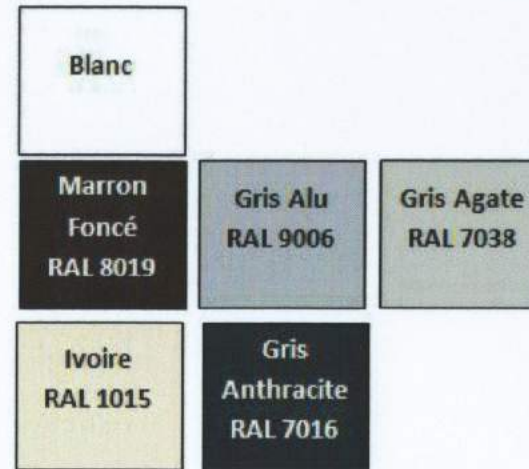 Blanc
Marron
Foncé
RAL 8019
Gris Alu
RAL 9006
Gris Agate
RAL 7038
Ivoire
RAL 1015
Gris
Anthracite
RAL 7016